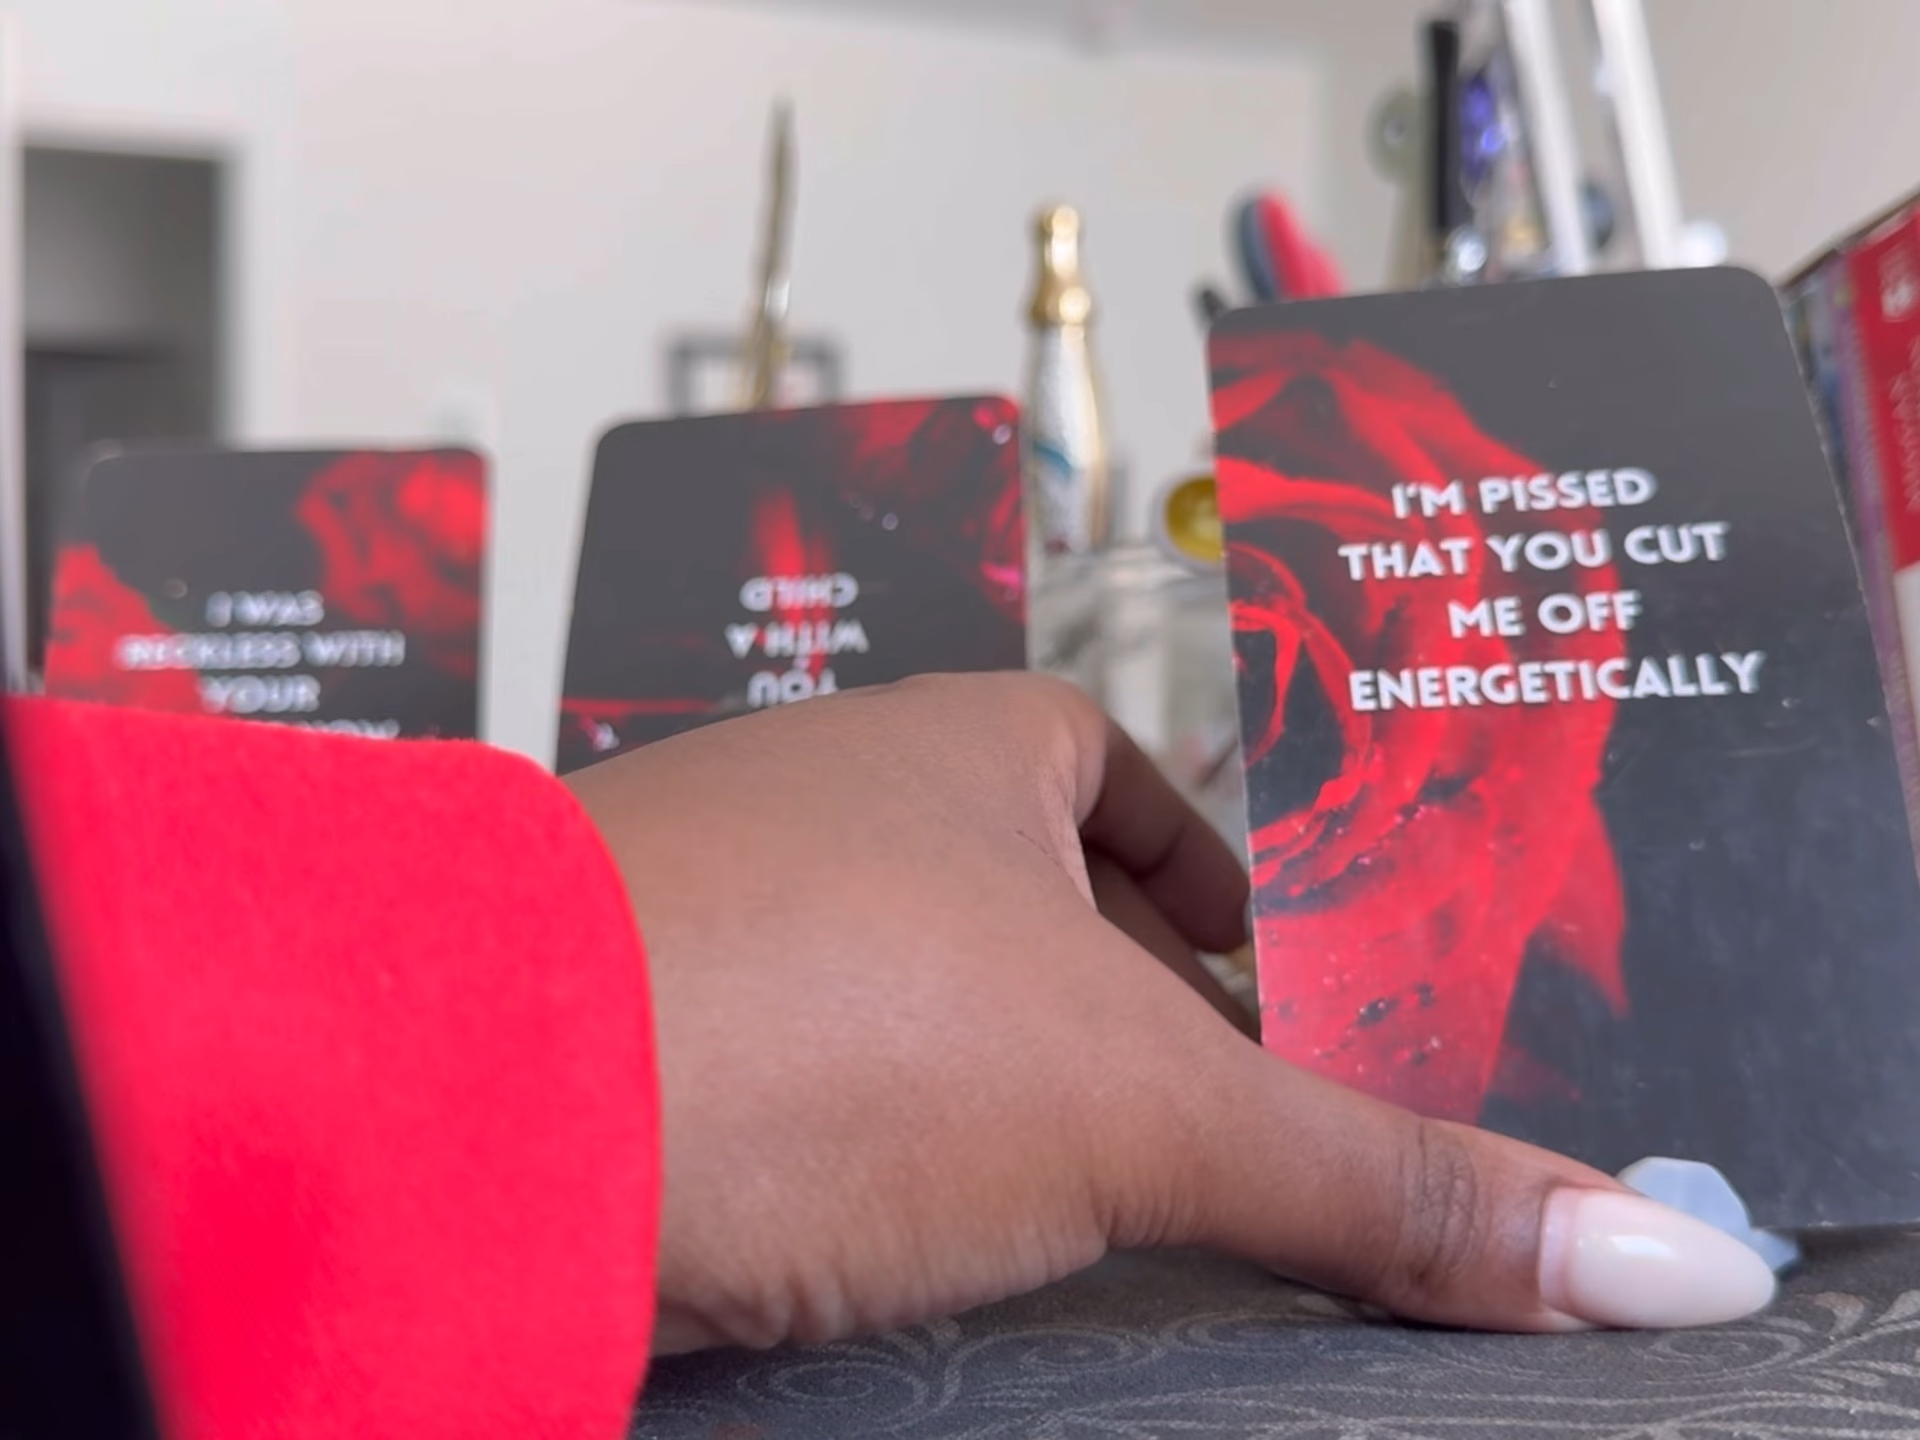 I WAS
RECKLESS WITH
YOUR
YOU
WITH A
CHILD
I'M PISSED
THAT YOU CUT
ME OFF
ENERGETICALLY